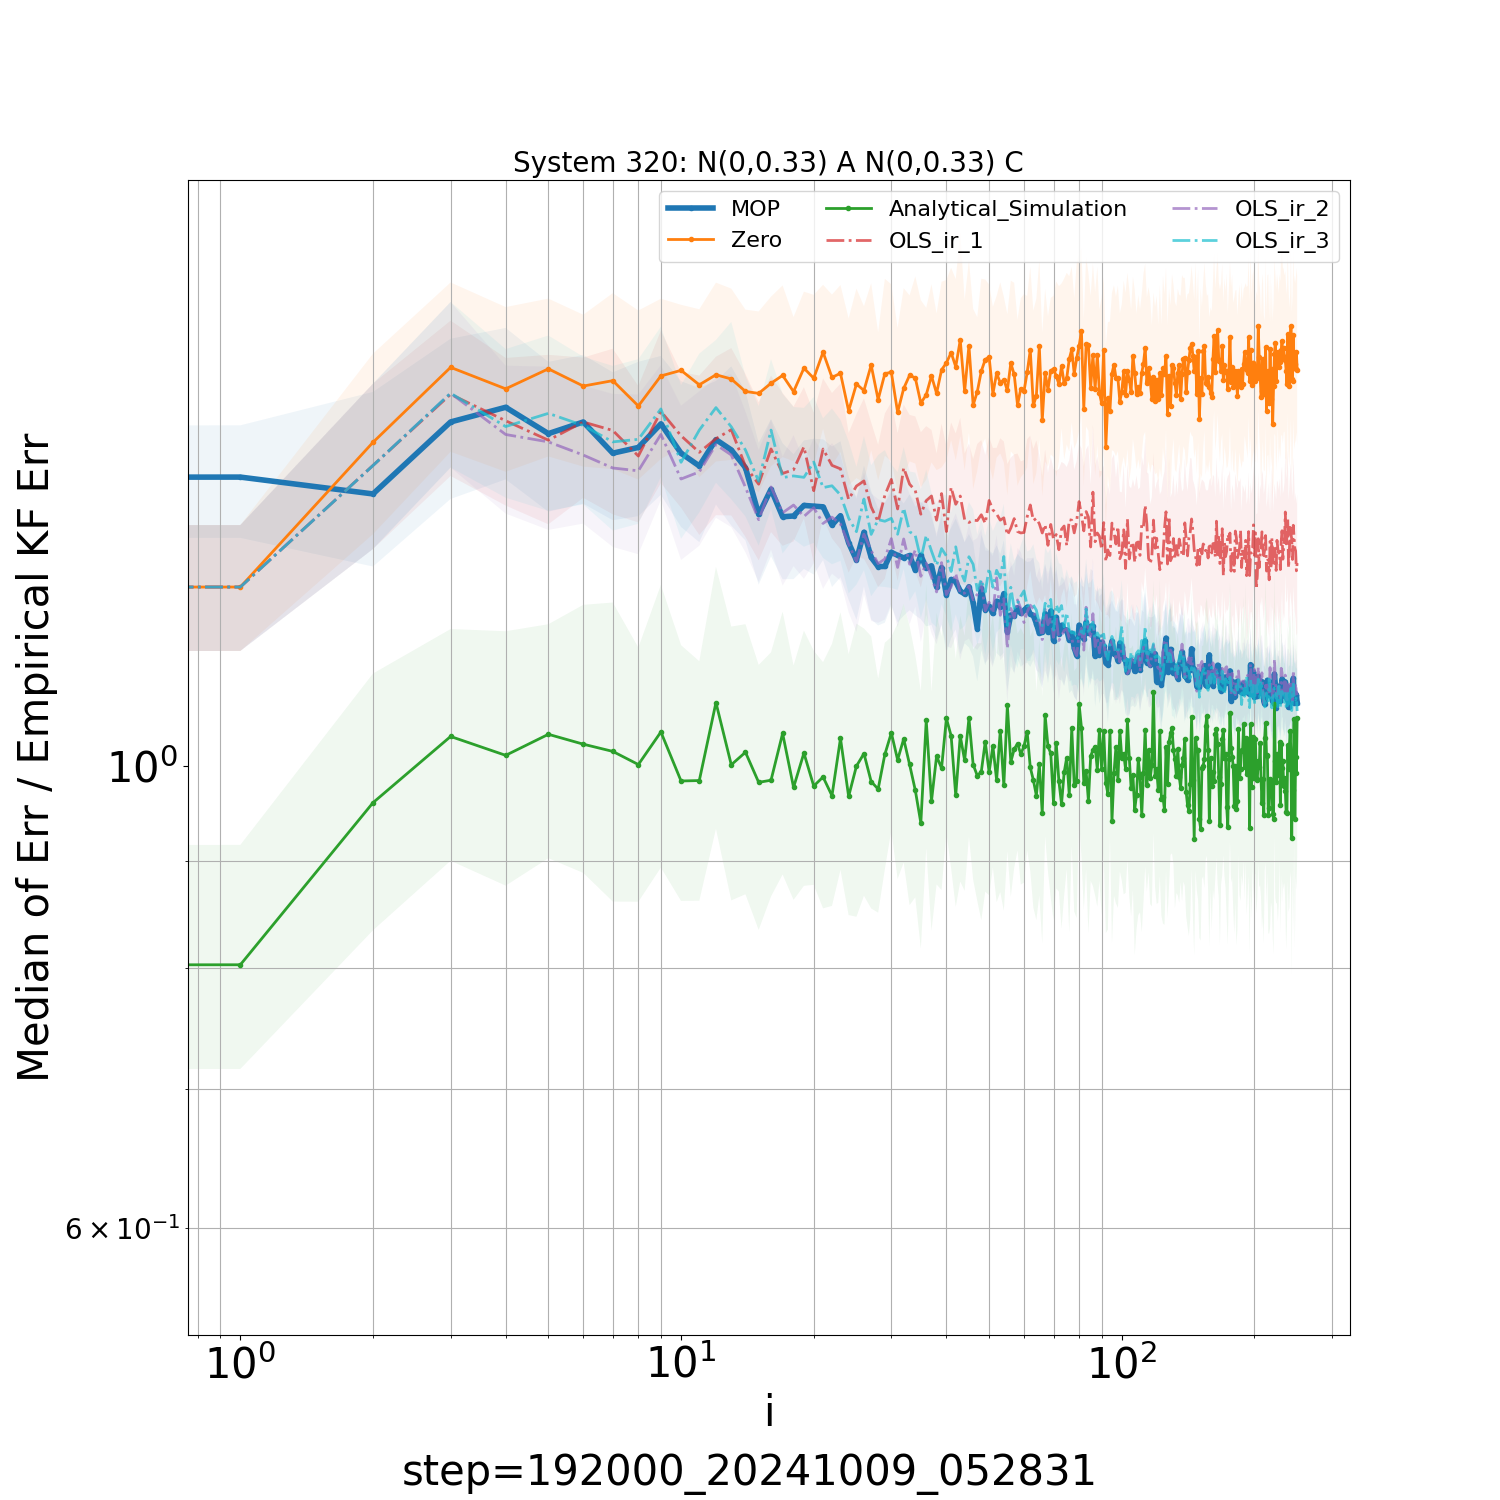 System 320: N(0,0.33) A N(0,0.33) C
MOP
Zero
Analytical_Simulation
OLS_ir_1
OLS_ir_2
OLS_ir_3
Median of Err / Empirical KF Err
10⁰
6 × 10⁻¹
10⁰
10¹
10²
i
step=192000_20241009_052831